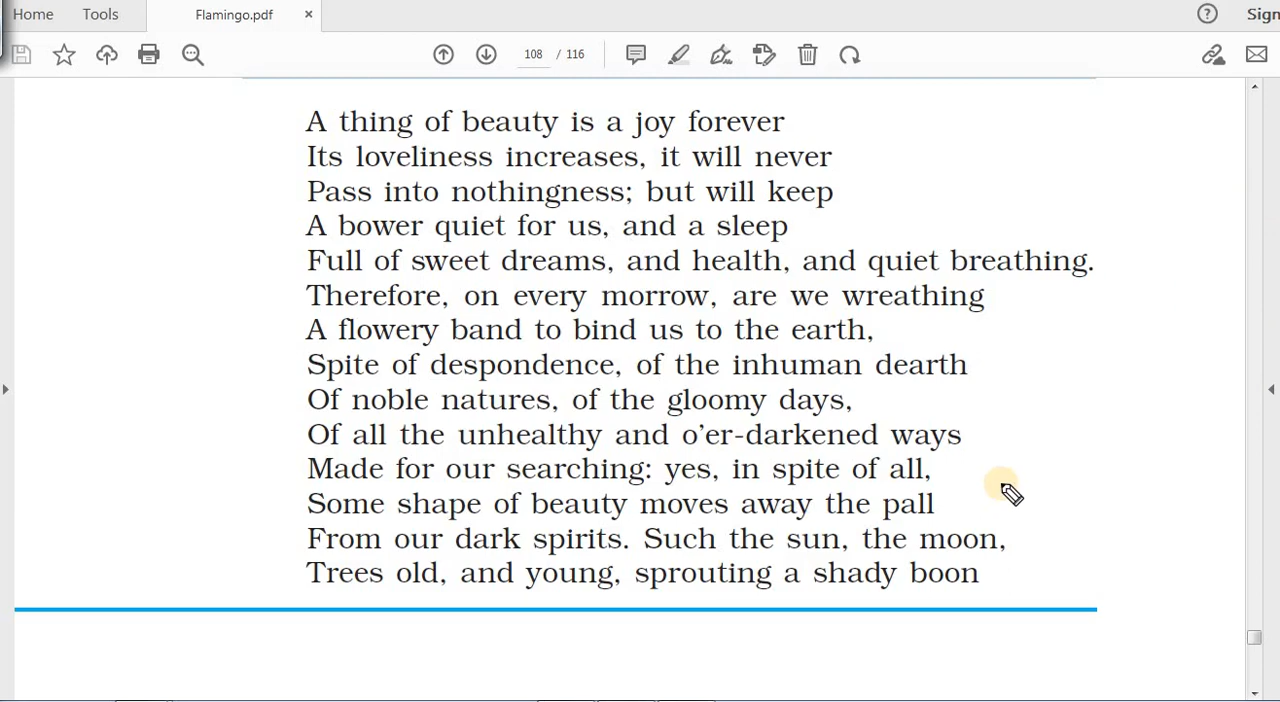 Home
Tools
Flamingo.pdf
×
?
Sign
108 / 116
A thing of beauty is a joy forever
Its loveliness increases, it will never
Pass into nothingness; but will keep
A bower quiet for us, and a sleep
Full of sweet dreams, and health, and quiet breathing.
Therefore, on every morrow, are we wreathing
A flowery band to bind us to the earth,
Spite of despondence, of the inhuman dearth
Of noble natures, of the gloomy days,
Of all the unhealthy and o’er-darkened ways
Made for our searching: yes, in spite of all,
Some shape of beauty moves away the pall
From our dark spirits. Such the sun, the moon,
Trees old, and young, sprouting a shady boon